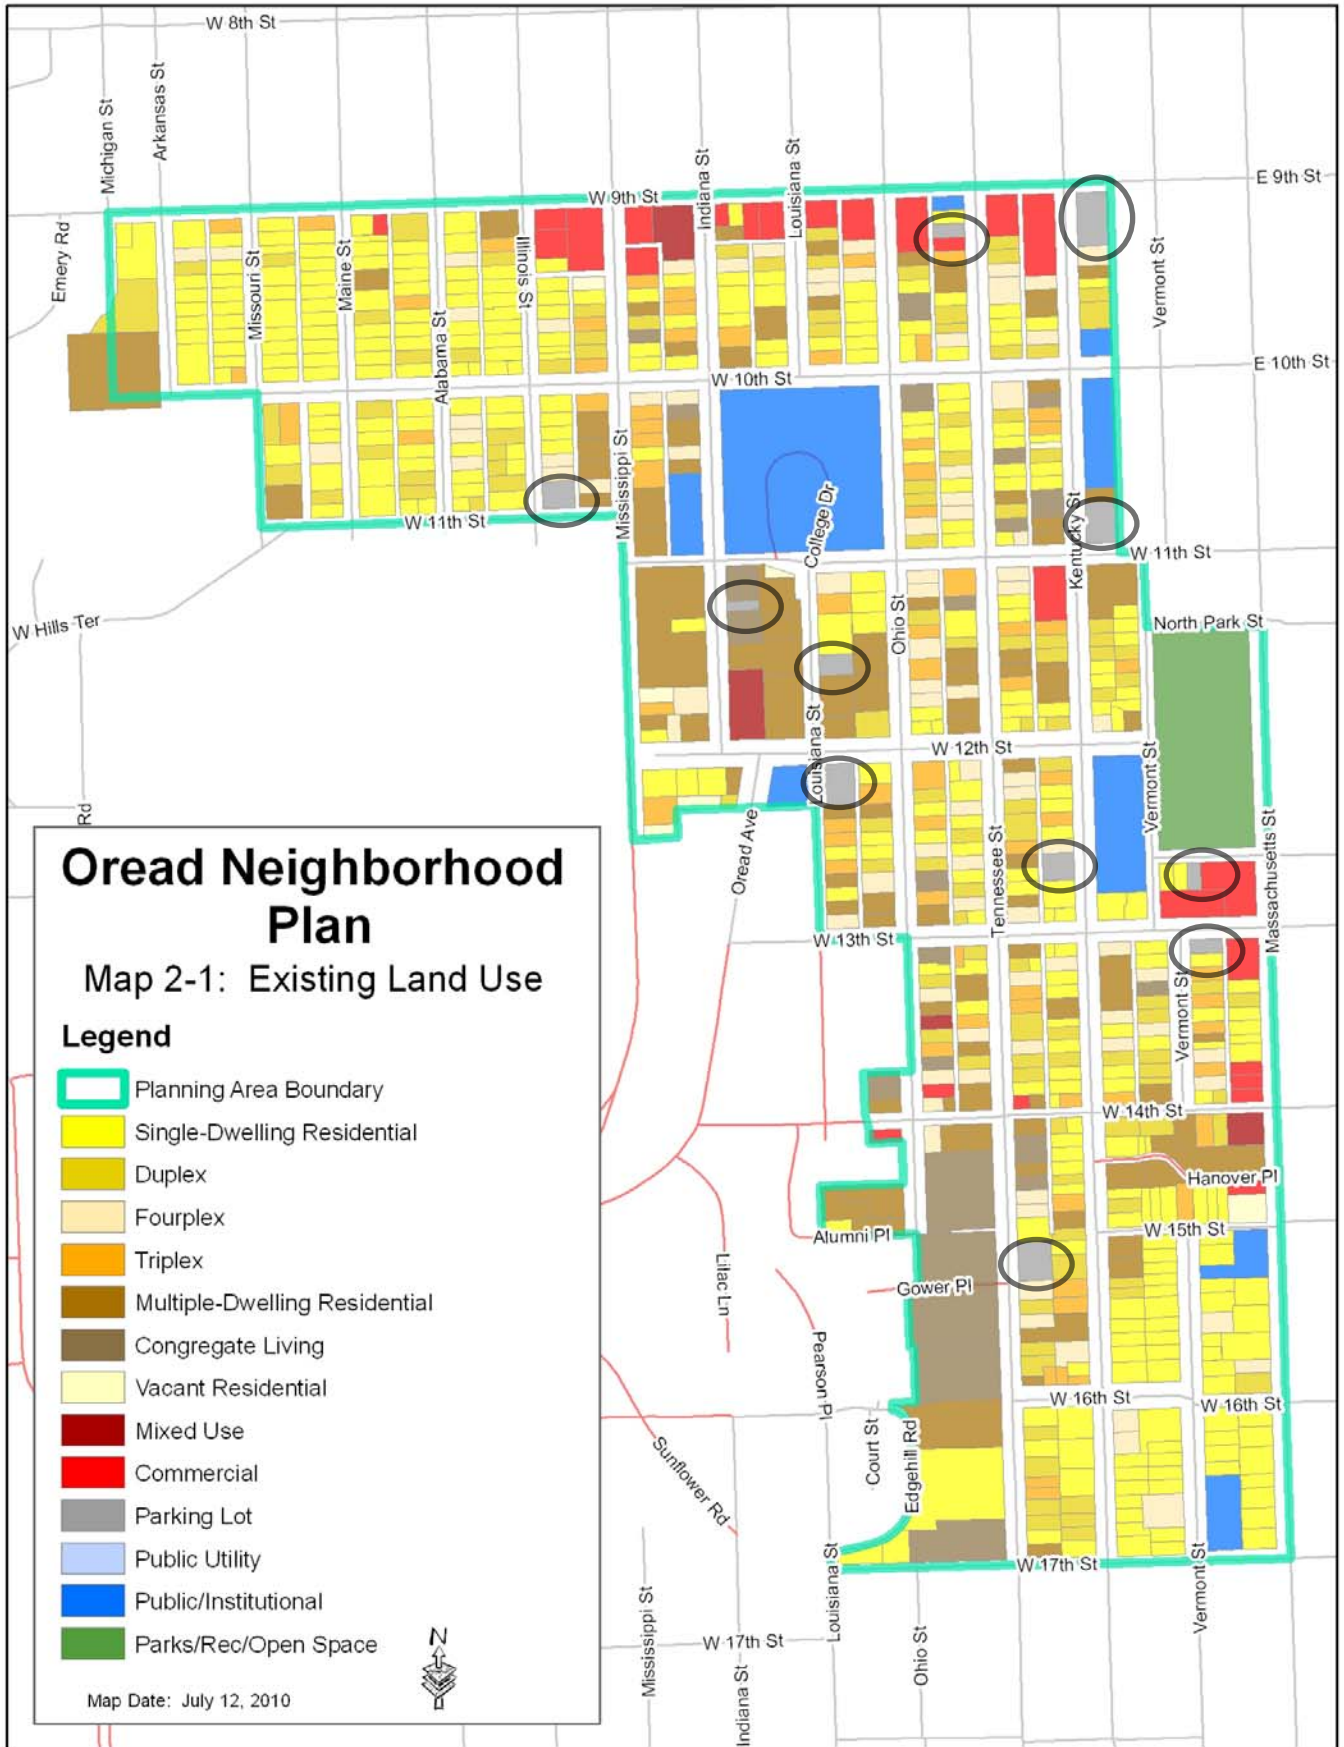 W 8th St
Michigan St
Arkansas St
Indiana St
Louisiana St
E 9th St
W 9th St
Emery Rd
Missouri St
Maine St
Illinois St
Alabama St
Vermont St
E 10th St
W 10th St
Mississippi St
College Dr
W 11th St
Kentucky St
W 11th St
W Hills Ter
Ohio St
North Park St
Louisiana St
W 12th St
Vermont St
Rd
Oread Ave
Tennessee St
Massachusetts St
W 13th St
Vermont St
W 14th St
Hanover Pl
W 15th St
Alumni Pl
Lilac Ln
Gower Pl
Pearson Pl
W 16th St
W 16th St
Court St
Edgehill Rd
Sunflower Rd
W 17th St
Louisiana St
Vermont St
Mississippi St
W 17th St
Indiana St
Ohio St
Oread Neighborhood
Plan
Map 2-1: Existing Land Use
Legend
Planning Area Boundary
Single-Dwelling Residential
Duplex
Fourplex
Triplex
Multiple-Dwelling Residential
Congregate Living
Vacant Residential
Mixed Use
Commercial
Parking Lot
Public Utility
Public/Institutional
Parks/Rec/Open Space
N
Map Date: July 12, 2010